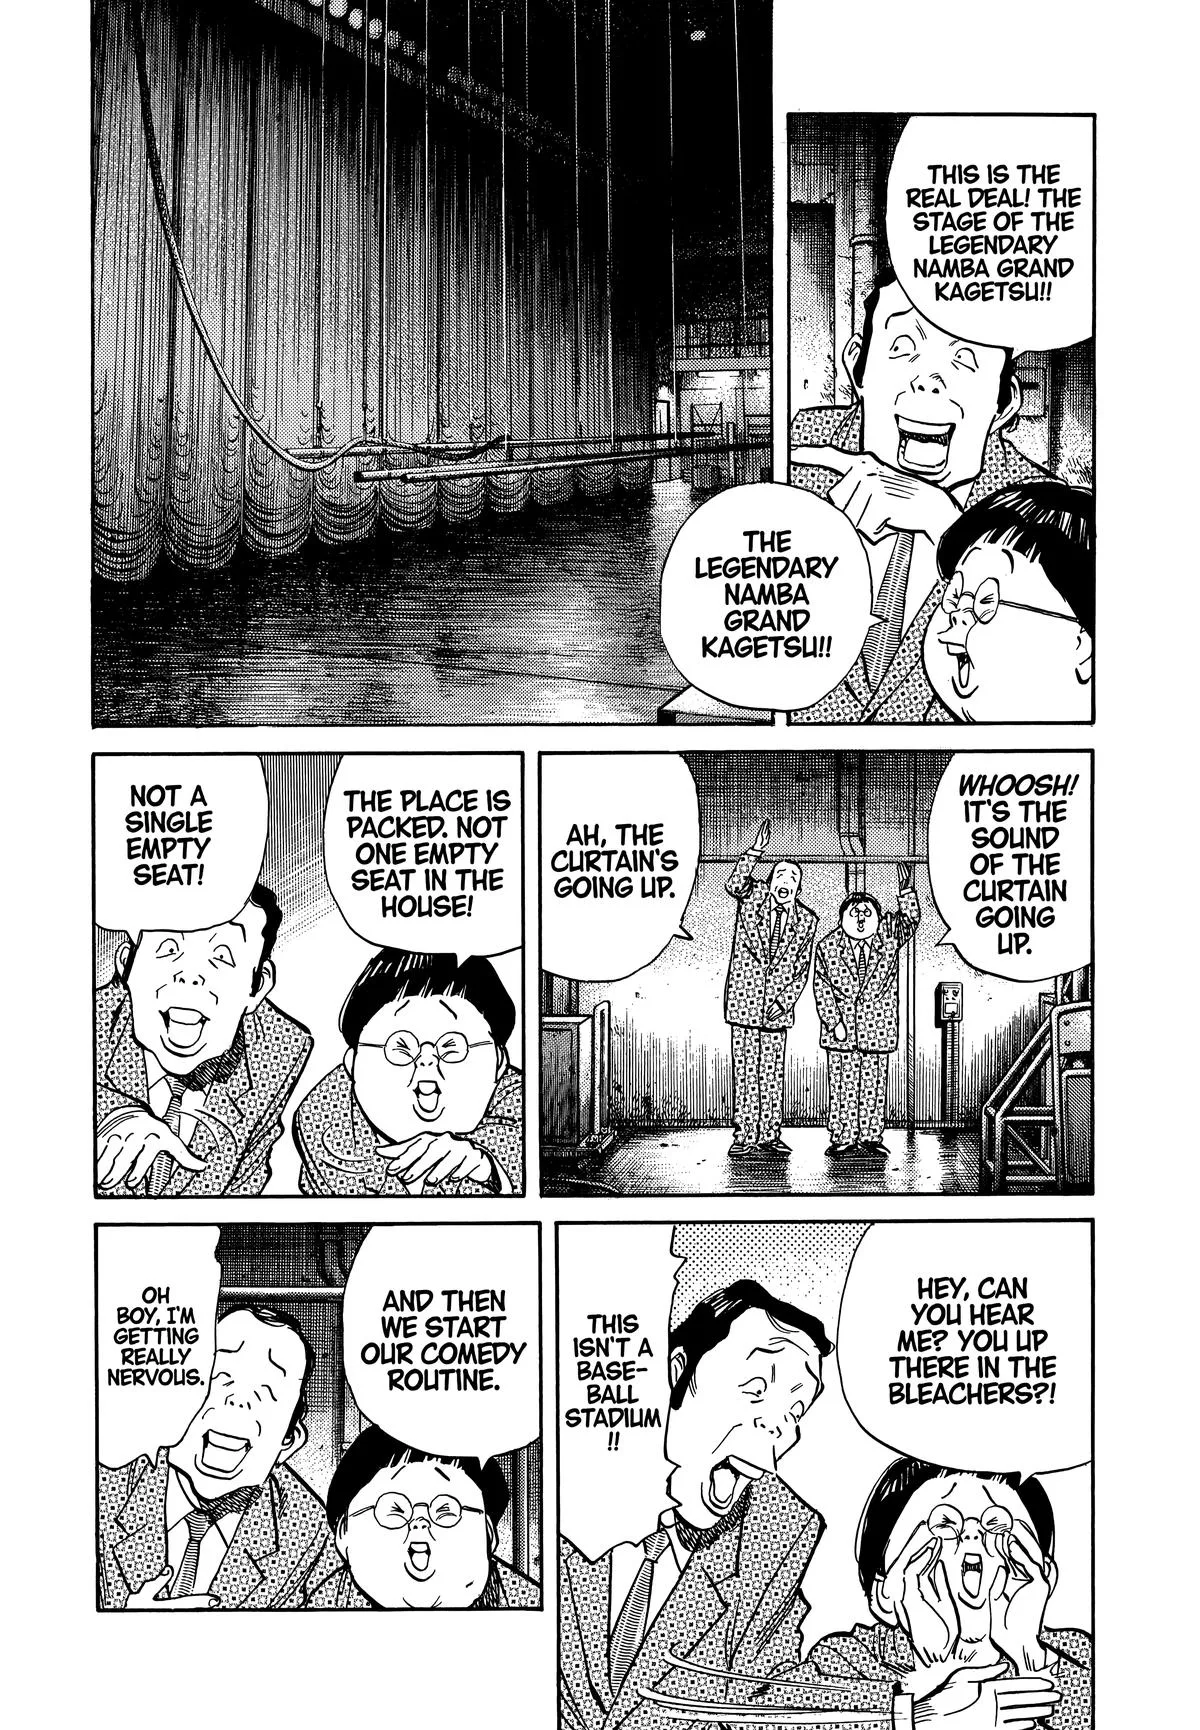 THIS IS THE
REAL DEAL! THE
STAGE OF THE
LEGENDARY
NAMBA GRAND
KAGETSU!!
THE
LEGENDARY
NAMBA
GRAND
KAGETSU!!
WHOOSH!
IT'S THE
SOUND
OF THE
CURTAIN
GOING
UP.
AH, THE
CURTAIN'S
GOING UP.
THE PLACE IS
PACKED. NOT
ONE EMPTY
SEAT IN THE
HOUSE!
NOT A
SINGLE
EMPTY
SEAT!
HEY, CAN
YOU HEAR
ME? YOU UP
THERE IN THE
BLEACHERS?!
THIS
ISN'T A
BASE-
BALL
STADIUM
!!
AND THEN
WE START
OUR COMEDY
ROUTINE.
OH
BOY, I'M
GETTING
REALLY
NERVOUS.